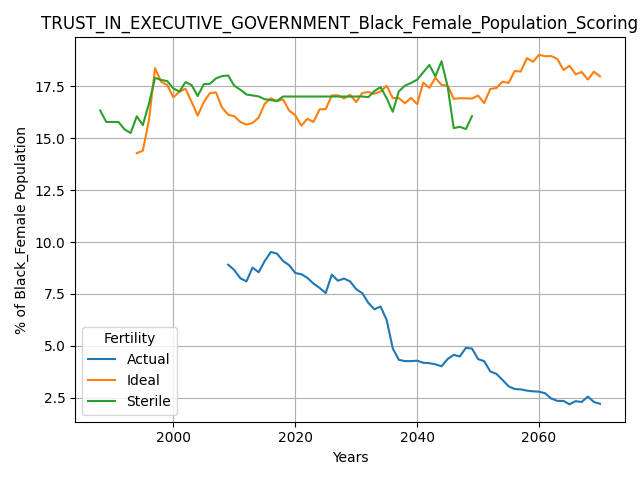 TRUST_IN_EXECUTIVE_GOVERNMENT_Black_Female_Population_Scoring
% of Black_Female Population
17.5
15.0
12.5
10.0
7.5
5.0
2.5
Fertility
Actual
Ideal
Sterile
2000
2020
2040
2060
Years